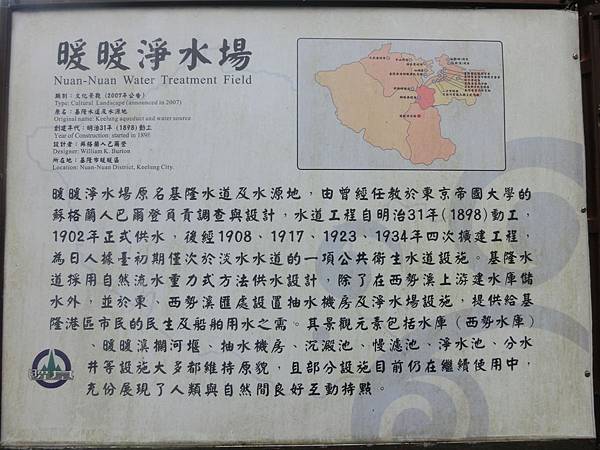 暖暖淨水場
Nuan-Nuan Water Treatment Field
類別：文化景觀 (2007年公告)
Type: Cultural Landscape (announced in 2007)
原名：基隆水道及水源地
Original name: Keelung aqueduct and water source
創建年代：明治31年 (1898) 動工
Year of Construction: started in 1898
設計者：蘇格蘭人巴爾登
Designer: William K. Burton
所在地：基隆市暖暖區
Location: Nuan-Nuan District, Keelung City.
暖暖淨水場原名基隆水道及水源地，由曾經任教於東京帝國大學的
蘇格蘭人巴爾登負責調查與設計，水道工程自明治31年(1898)動工，
1902年正式供水，後經1908、1917、1923、1934年四次擴建工程，
為日人據臺初期僅次於淡水水道的一項公共衛生水道設施。基隆水
道採用自然流水重力式方法供水設計，除了在西勢溪上游建水庫儲
水外，並於東、西勢溪匯處設置抽水機房及淨水場設施，提供給基
隆港區市民的民生及船舶用水之需。其景觀元素包括水庫 (西勢水庫)
、暖暖溪攔河堰、抽水機房、沉澱池、慢濾池、淨水池、分水
井等設施大多都維持原貌，且部分設施目前仍在繼續使用中，
充份展現了人類與自然間良好互動特點。